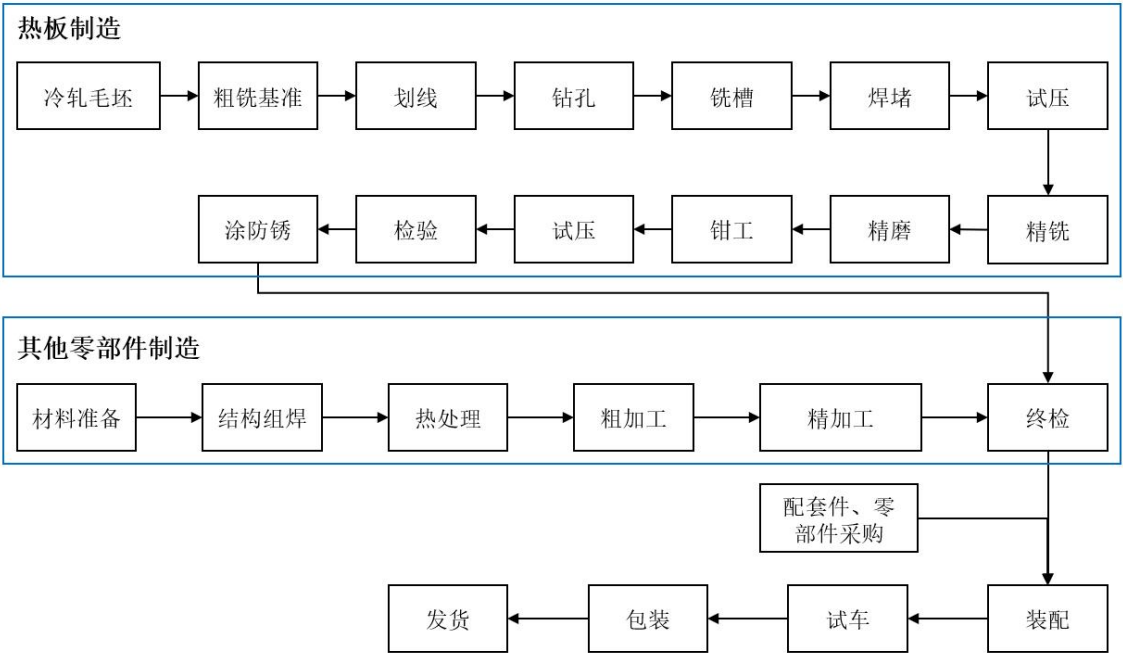 热板制造
冷轧毛坯
粗铣基准
划线
钻孔
铣槽
焊堵
试压
精铣
精磨
钳工
试压
检验
涂防锈
其他零部件制造
材料准备
结构组焊
热处理
粗加工
精加工
终检
配套件、零
部件采购
装配
试车
包装
发货